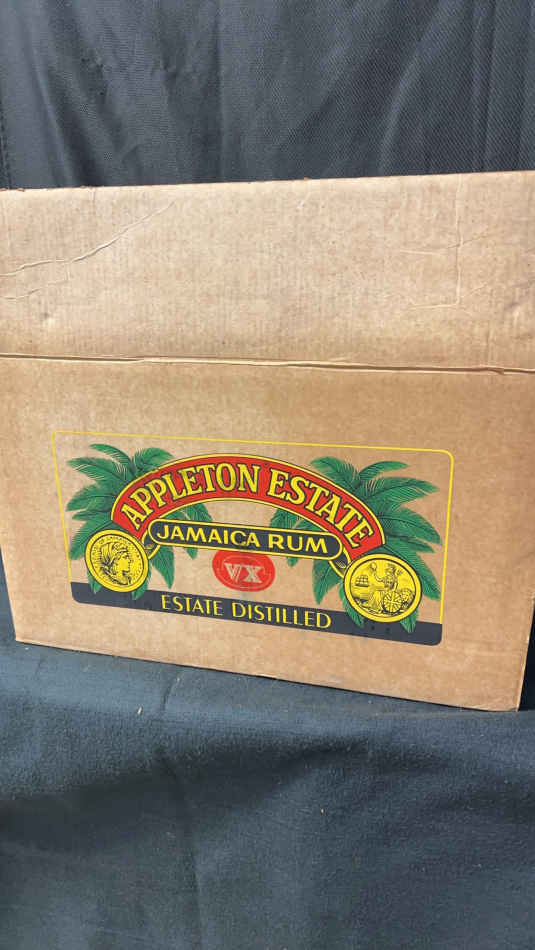 APPLETON ESTATE
JAMAICA RUM
VX
ESTATE DISTILLED